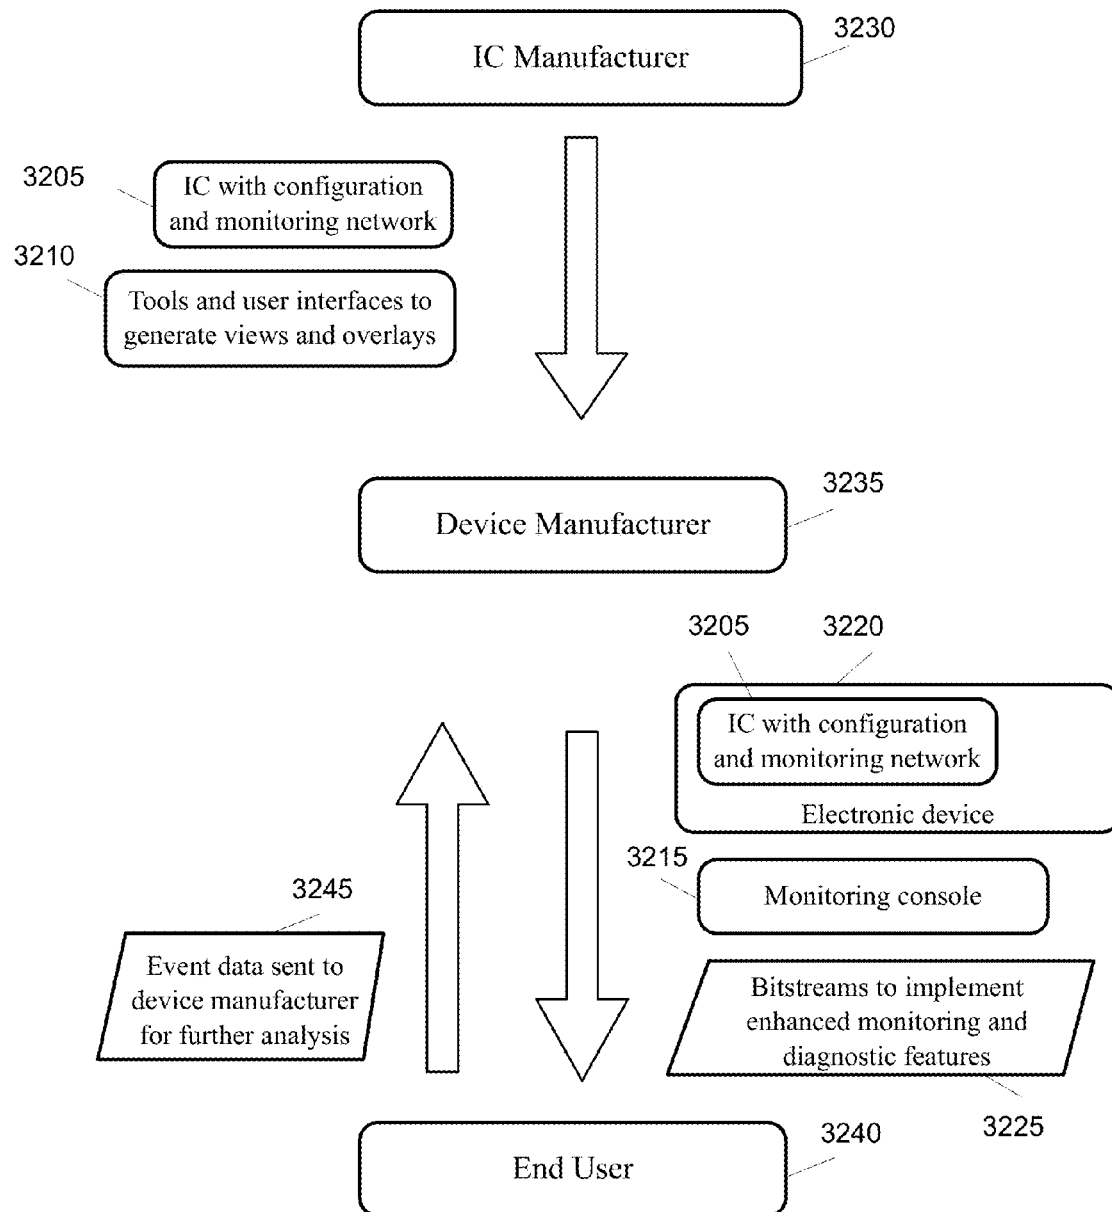 3230
IC Manufacturer
3205
IC with configuration
and monitoring network
3210
Tools and user interfaces to
generate views and overlays
3235
Device Manufacturer
3205
3220
IC with configuration
and monitoring network
Electronic device
3215
Monitoring console
3245
Event data sent to
device manufacturer
for further analysis
Bitstreams to implement
enhanced monitoring and
diagnostic features
3225
3240
End User